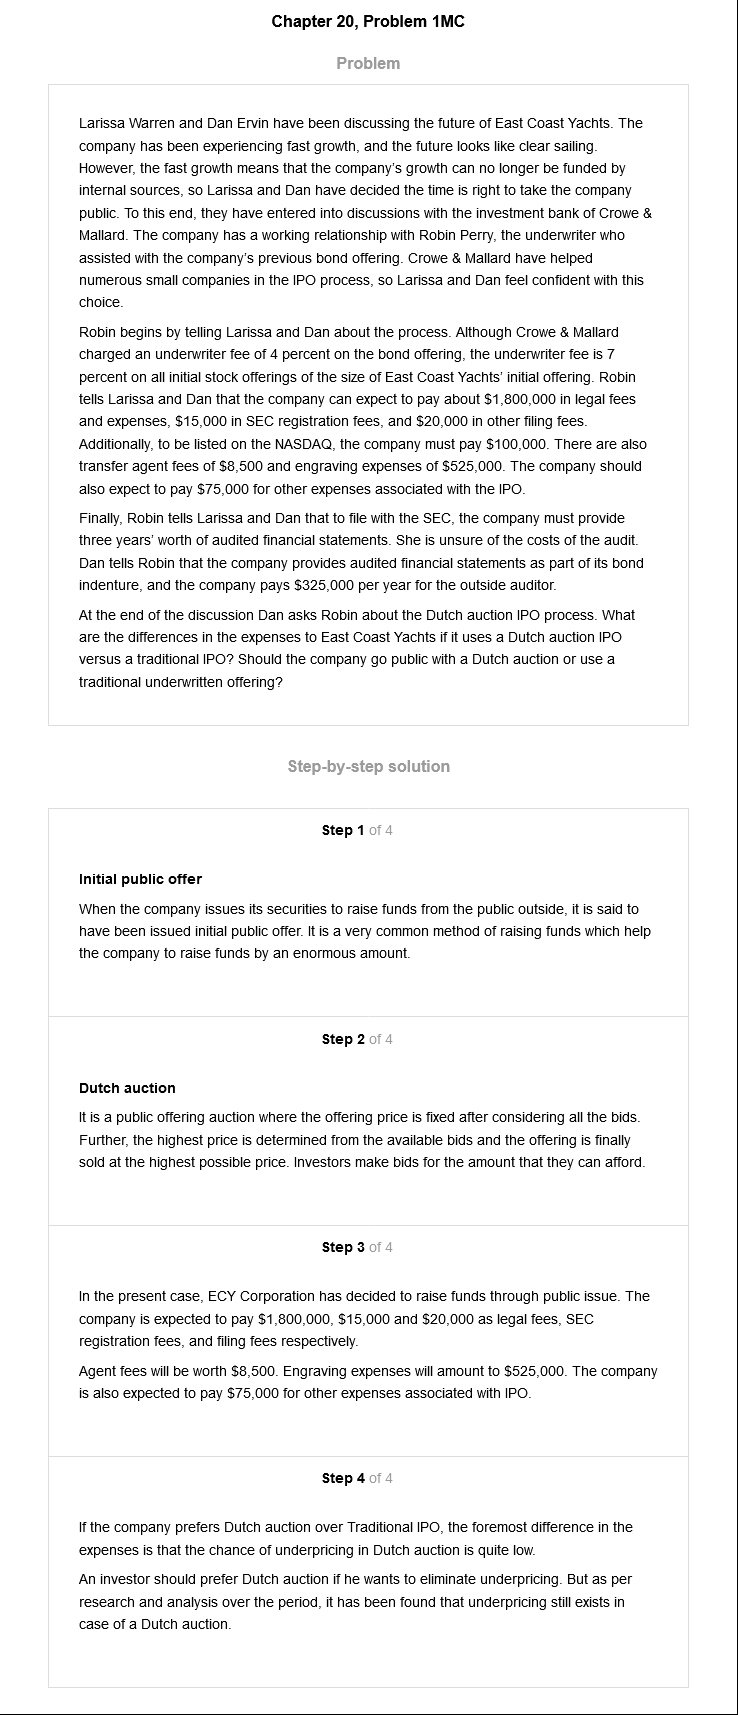 Chapter 20, Problem 1MC
Problem
Larissa Warren and Dan Ervin have been discussing the future of East Coast Yachts. The
company has been experiencing fast growth, and the future looks like clear sailing.
However, the fast growth means that the company's growth can no longer be funded by
internal sources, so Larissa and Dan have decided the time is right to take the company
public. To this end, they have entered into discussions with the investment bank of Crowe &
Mallard. The company has a working relationship with Robin Perry, the underwriter who
assisted with the company's previous bond offering. Crowe & Mallard have helped
numerous small companies in the IPO process, so Larissa and Dan feel confident with this
choice.
Robin begins by telling Larissa and Dan about the process. Although Crowe & Mallard
charged an underwriter fee of 4 percent on the bond offering, the underwriter fee is 7
percent on all initial stock offerings of the size of East Coast Yachts' initial offering. Robin
tells Larissa and Dan that the company can expect to pay about $1,800,000 in legal fees
and expenses, $15,000 in SEC registration fees, and $20,000 in other filing fees.
Additionally, to be listed on the NASDAQ, the company must pay $100,000. There are also
transfer agent fees of $8,500 and engraving expenses of $525,000. The company should
also expect to pay $75,000 for other expenses associated with the IPO.
Finally, Robin tells Larissa and Dan that to file with the SEC, the company must provide
three years' worth of audited financial statements. She is unsure of the costs of the audit.
Dan tells Robin that the company provides audited financial statements as part of its bond
indenture, and the company pays $325,000 per year for the outside auditor.
At the end of the discussion Dan asks Robin about the Dutch auction IPO process. What
are the differences in the expenses to East Coast Yachts if it uses a Dutch auction IPO
versus a traditional IPO? Should the company go public with a Dutch auction or use a
traditional underwritten offering?
Step-by-step solution
Step 1 of 4
Initial public offer
When the company issues its securities to raise funds from the public outside, it is said to
have been issued initial public offer. It is a very common method of raising funds which help
the company to raise funds by an enormous amount.
Step 2 of 4
Dutch auction
It is a public offering auction where the offering price is fixed after considering all the bids.
Further, the highest price is determined from the available bids and the offering is finally
sold at the highest possible price. Investors make bids for the amount that they can afford.
Step 3 of 4
In the present case, ECY Corporation has decided to raise funds through public issue. The
company is expected to pay $1,800,000, $15,000 and $20,000 as legal fees, SEC
registration fees, and filing fees respectively.
Agent fees will be worth $8,500. Engraving expenses will amount to $525,000. The company
is also expected to pay $75,000 for other expenses associated with IPO.
Step 4 of 4
If the company prefers Dutch auction over Traditional IPO, the foremost difference in the
expenses is that the chance of underpricing in Dutch auction is quite low.
An investor should prefer Dutch auction if he wants to eliminate underpricing. But as per
research and analysis over the period, it has been found that underpricing still exists in
case of a Dutch auction.